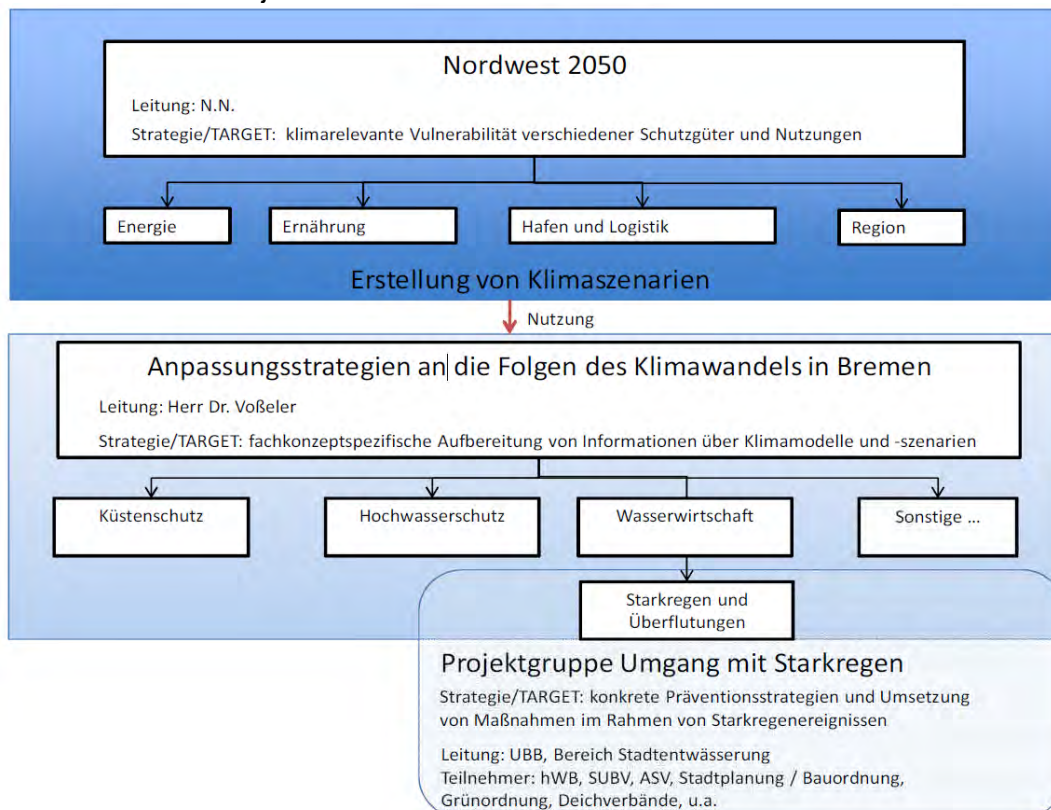 Nordwest 2050
Leitung: N.N.
Strategie/TARGET: klimarelevante Vulnerabilität verschiedener Schutzgüter und Nutzungen
Energie
Ernährung
Hafen und Logistik
Region
Erstellung von Klimaszenarien
Nutzung
Anpassungsstrategien an die Folgen des Klimawandels in Bremen
Leitung: Herr Dr. Voßeler
Strategie/TARGET: fachkonzeptspezifische Aufbereitung von Informationen über Klimamodelle und -szenarien
Küstenschutz
Hochwasserschutz
Wasserwirtschaft
Sonstige ...
Starkregen und
Überflutungen
Projektgruppe Umgang mit Starkregen
Strategie/TARGET: konkrete Präventionsstrategien und Umsetzung
von Maßnahmen im Rahmen von Starkregenereignissen
Leitung: UBB, Bereich Stadtentwässerung
Teilnehmer: hWB, SUBV, ASV, Stadtplanung / Bauordnung,
Grünordnung, Deichverbände, u.a.